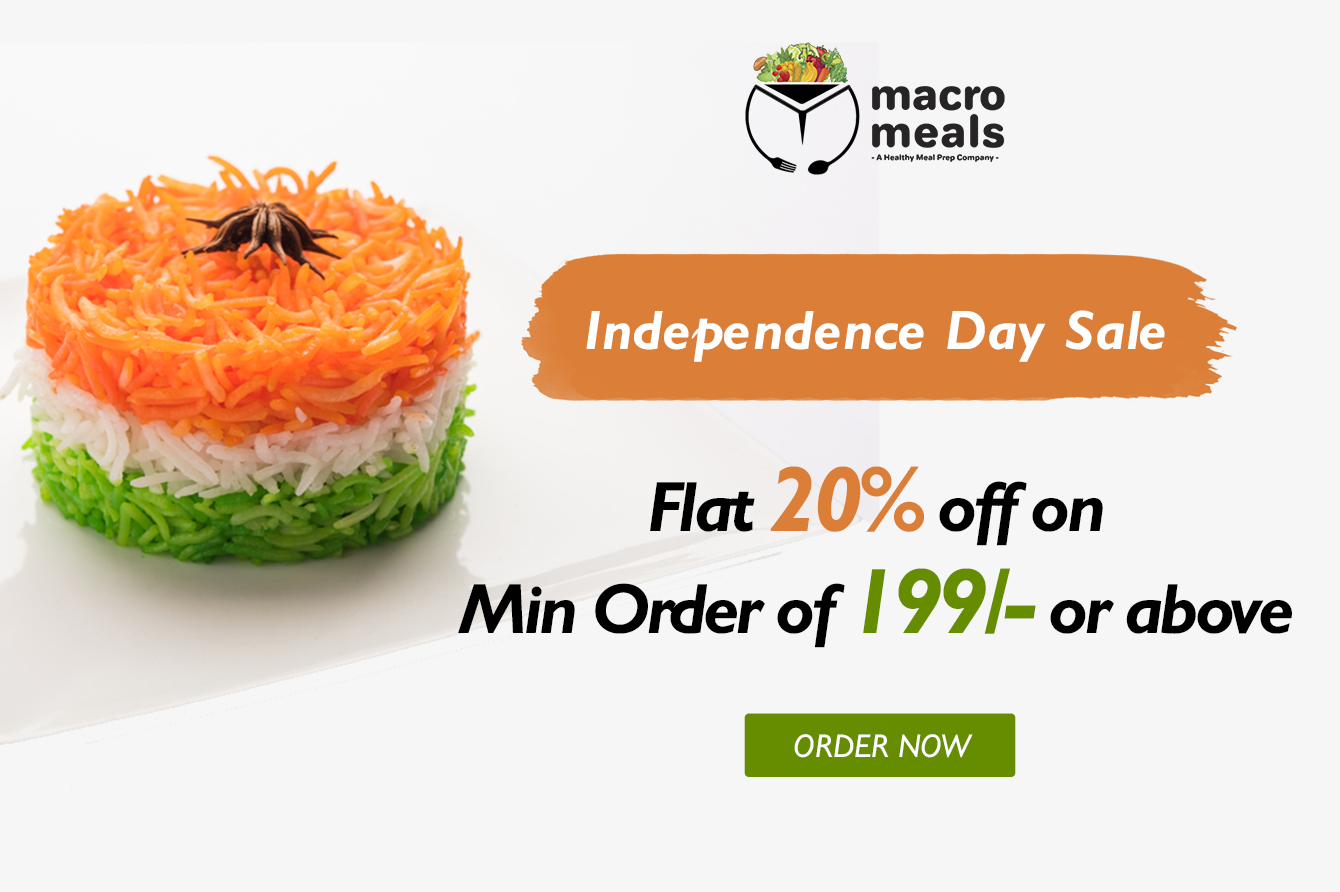 macro
meals
- A Healthy Meal Prep Company -
Independence Day Sale
Flat 20% off on
Min Order of 199/- or above
ORDER NOW